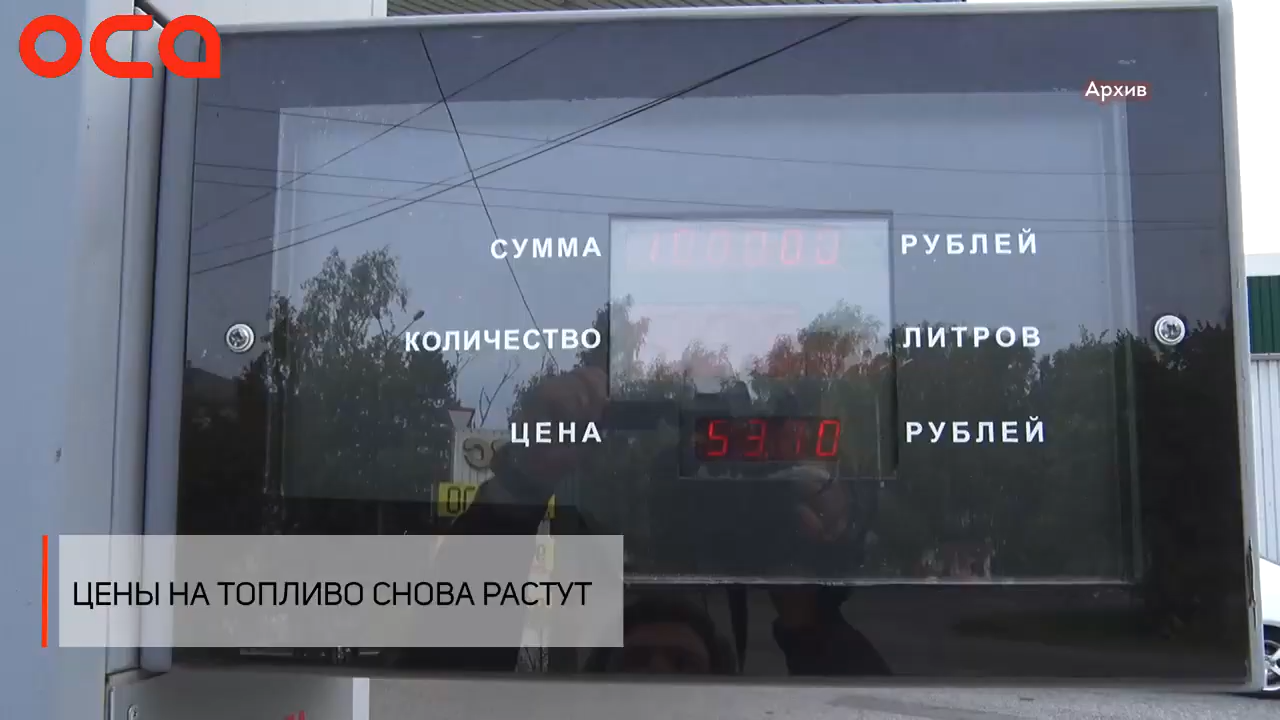 оса
Архив
СУММА 1000.00 РУБЛЕЙ
КОЛИЧЕСТВО ЛИТРОВ
ЦЕНА 53.10 РУБЛЕЙ
ЦЕНЫ НА ТОПЛИВО СНОВА РАСТУТ